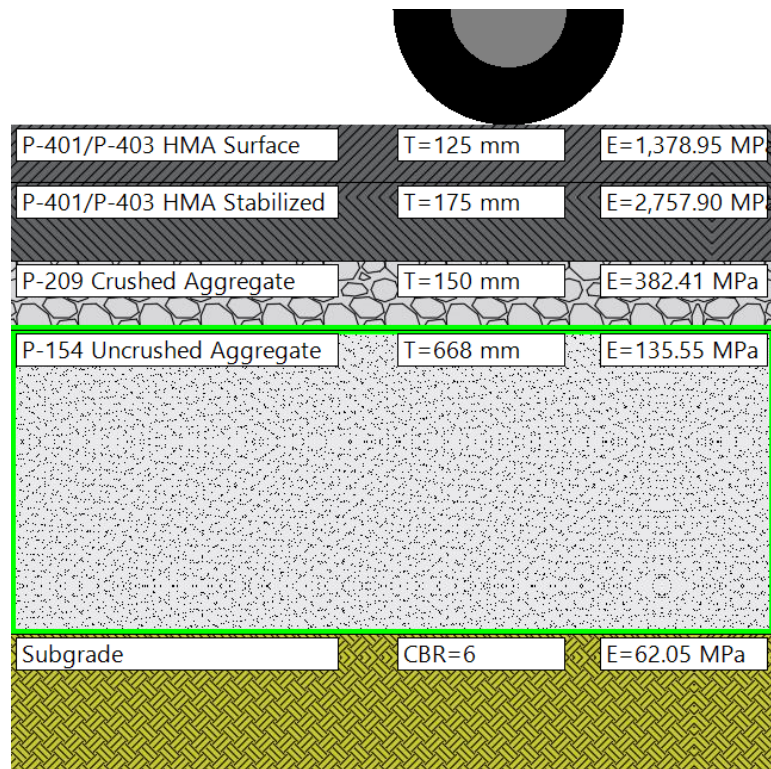 P-401/P-403 HMA Surface T=125 mm E=1,378.95 MP
P-401/P-403 HMA Stabilized T=175 mm E=2,757.90 MP
P-209 Crushed Aggregate T=150 mm E=382.41 MPa
P-154 Uncrushed Aggregate T=668 mm E=135.55 MPa
Subgrade CBR=6 E=62.05 MPa